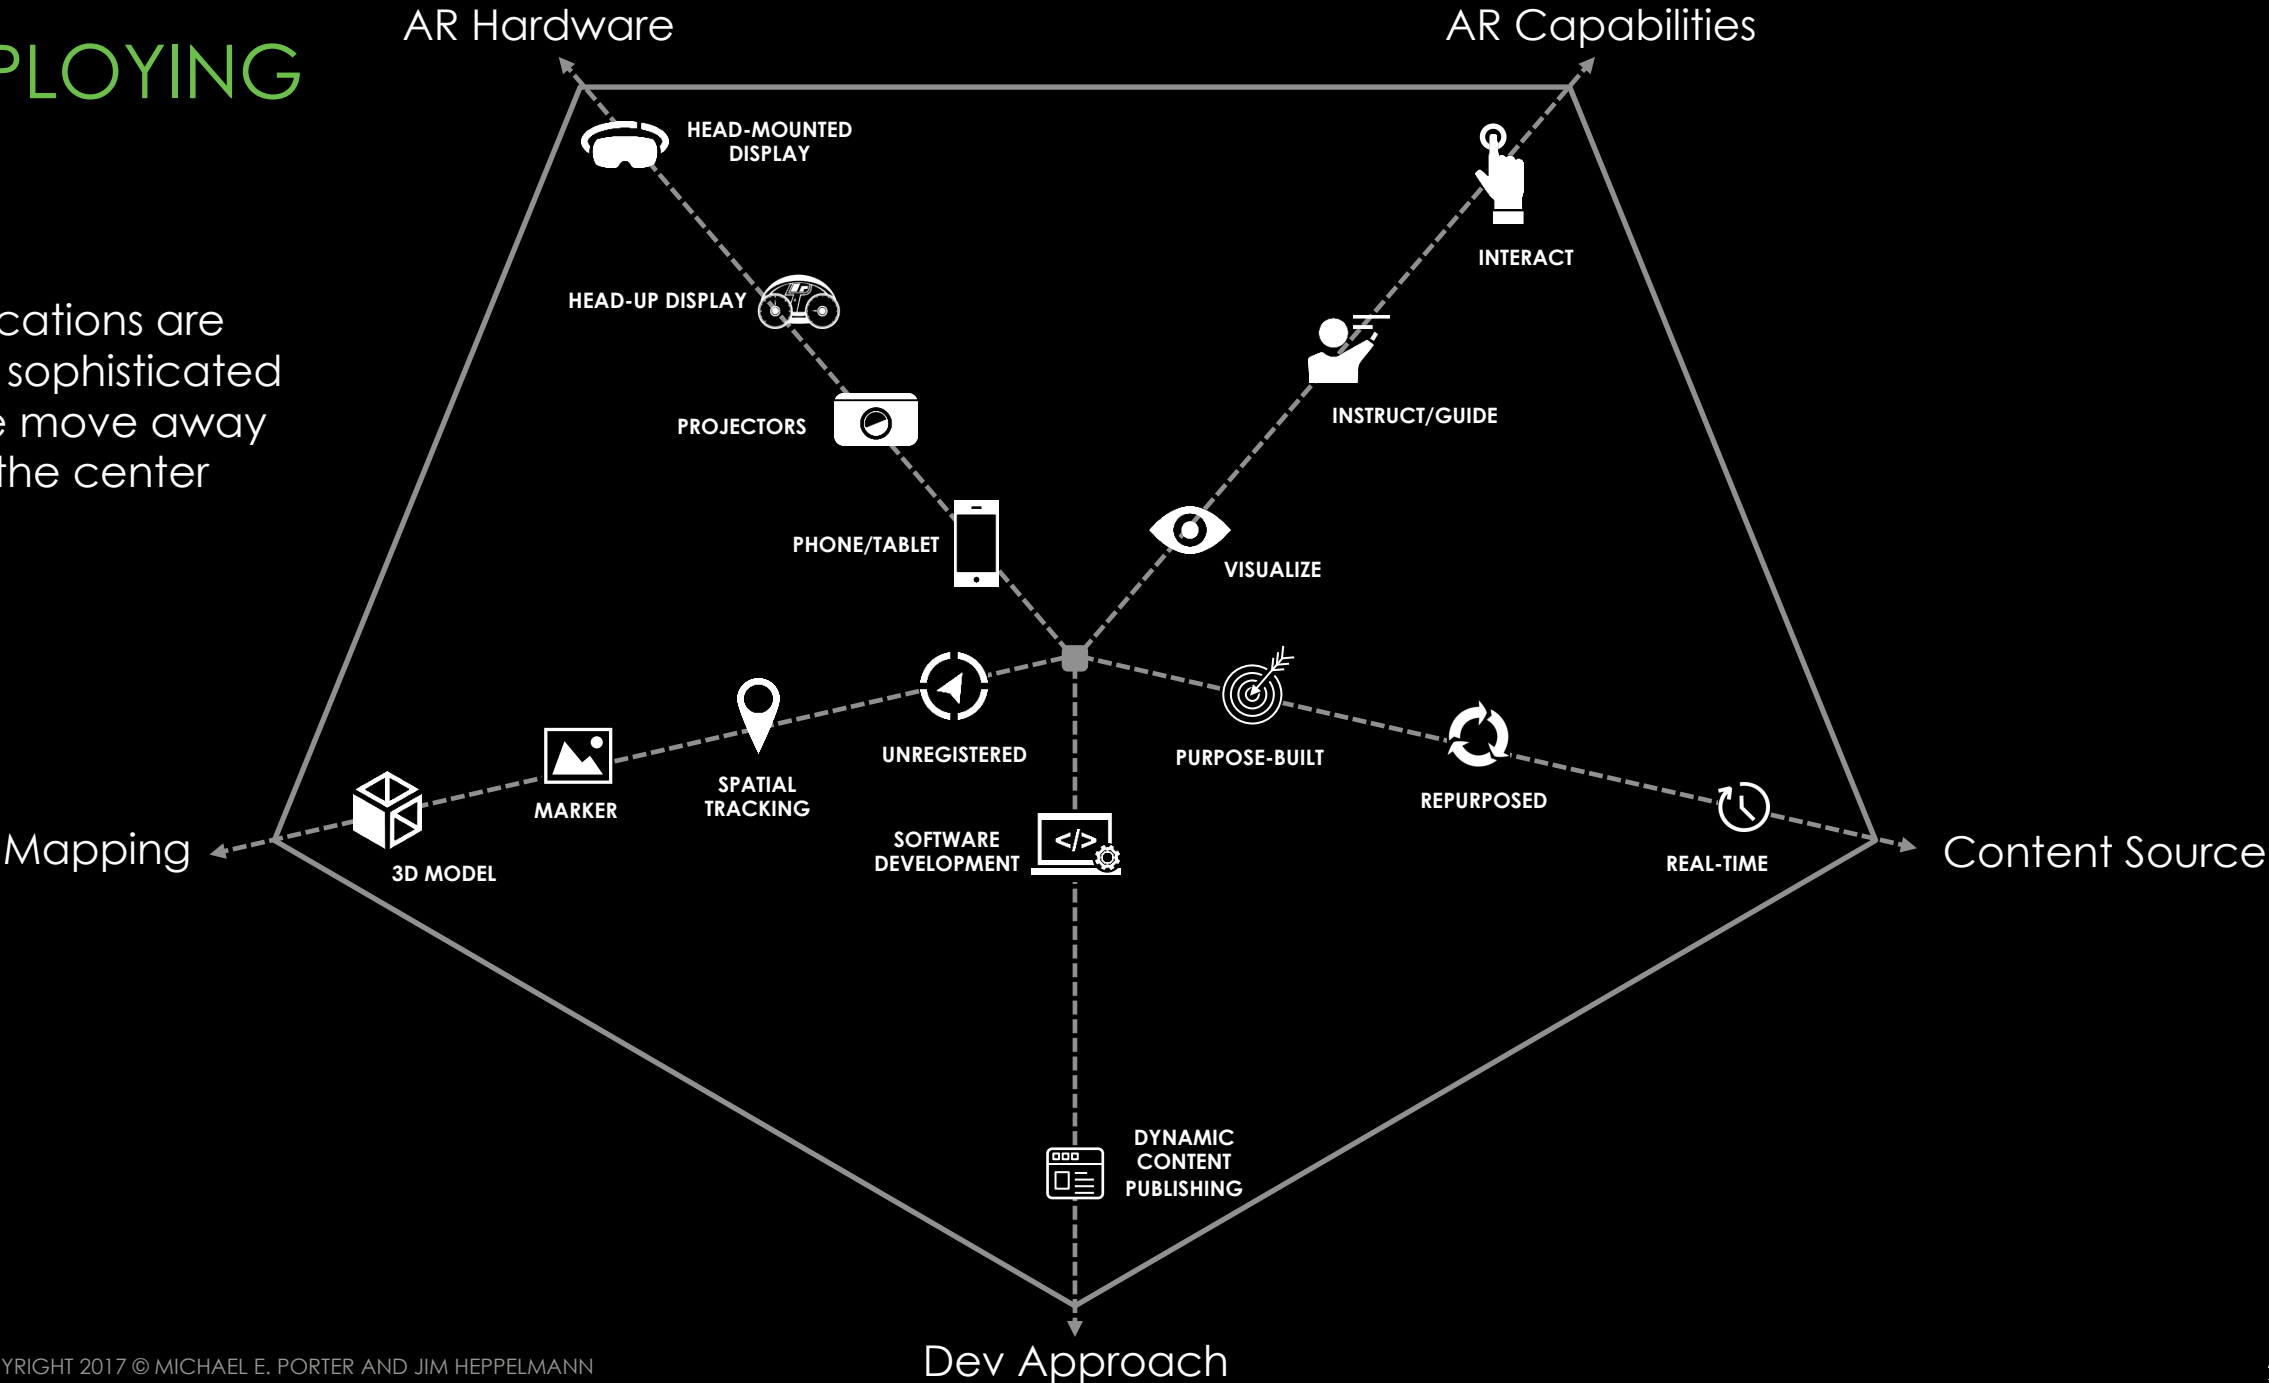 PLOYING
cations are
sophisticated
e move away
the center
AR Hardware
AR Capabilities
HEAD-MOUNTED
DISPLAY
INTERACT
HEAD-UP DISPLAY
INSTRUCT/GUIDE
PROJECTORS
PHONE/TABLET
VISUALIZE
UNREGISTERED
PURPOSE-BUILT
SPATIAL
TRACKING
MARKER
REPURPOSED
</>
SOFTWARE
DEVELOPMENT
3D MODEL
REAL-TIME
Mapping
Content Source
DYNAMIC
CONTENT
PUBLISHING
Dev Approach
YRIGHT 2017 © MICHAEL E. PORTER AND JIM HEPPELMANN